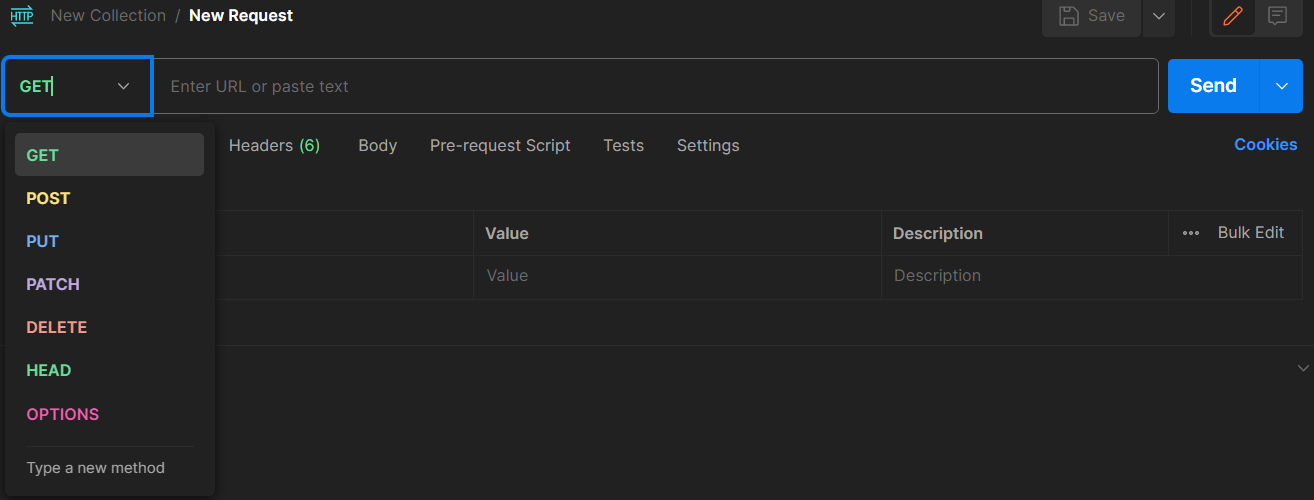 HTTP New Collection / New Request Save
GET Enter URL or paste text Send
Headers (6) Body Pre-request Script Tests Settings Cookies
GET
POST
PUT
PATCH
DELETE
HEAD
OPTIONS
Type a new method
Value Description ••• Bulk Edit
Value Description